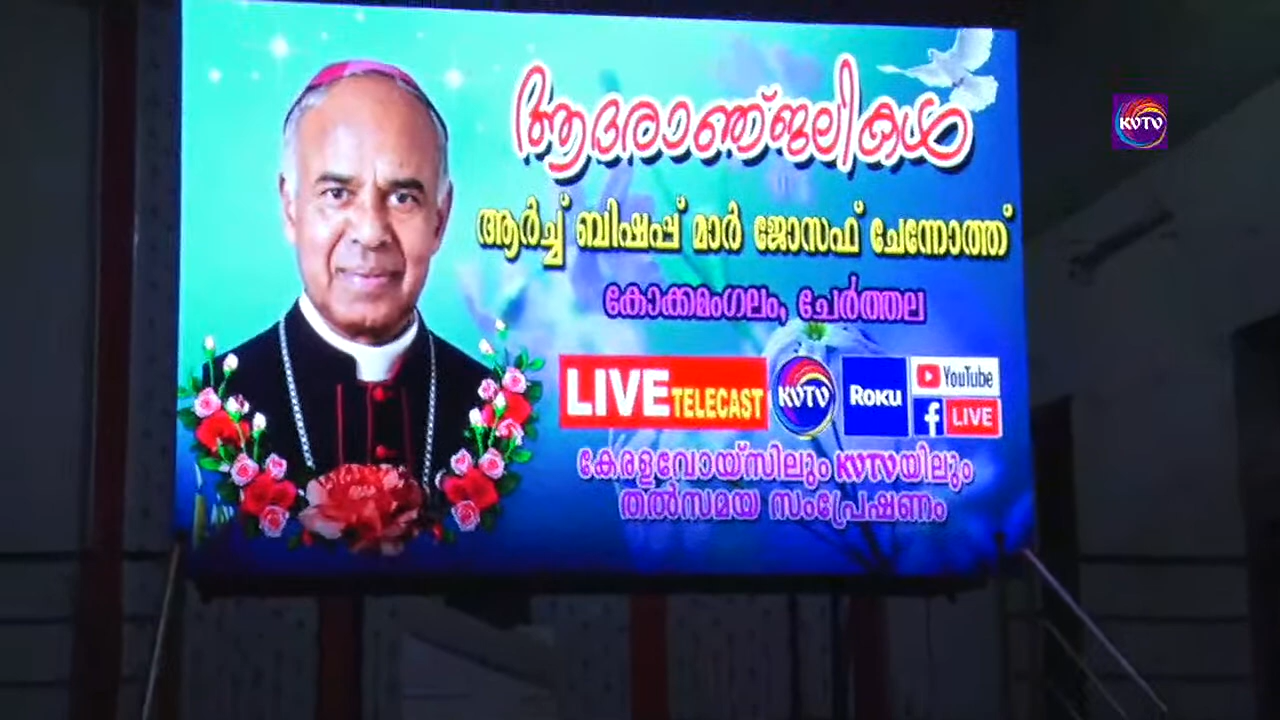 ആദരാഞ്ജലികൾ
KVTV
ആർച്ച് ബിഷപ്പ് മാർ ജോസഫ് ചേന്നോത്ത്
കോക്കമംഗലം, ചേർത്തല
LIVE TELECAST KVTV ROKU YouTube
f LIVE
കേരളവോയ്സിലും KVTVയിലും
തൽസമയ സംപ്രേഷണം